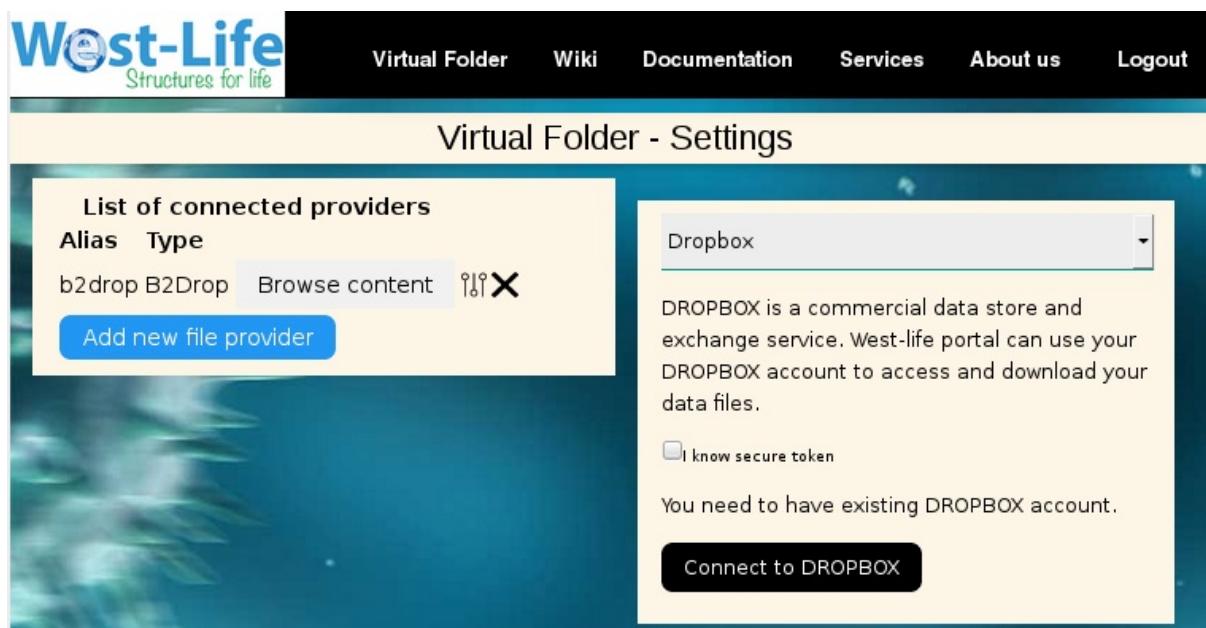 West-Life
Structures for life
Virtual Folder Wiki Documentation Services About us Logout
Virtual Folder - Settings
List of connected providers
Alias Type
b2drop B2Drop Browse content
Add new file provider
Dropbox
DROPBOX is a commercial data store and
exchange service. West-life portal can use your
DROPBOX account to access and download your
data files.
I know secure token
You need to have existing DROPBOX account.
Connect to DROPBOX